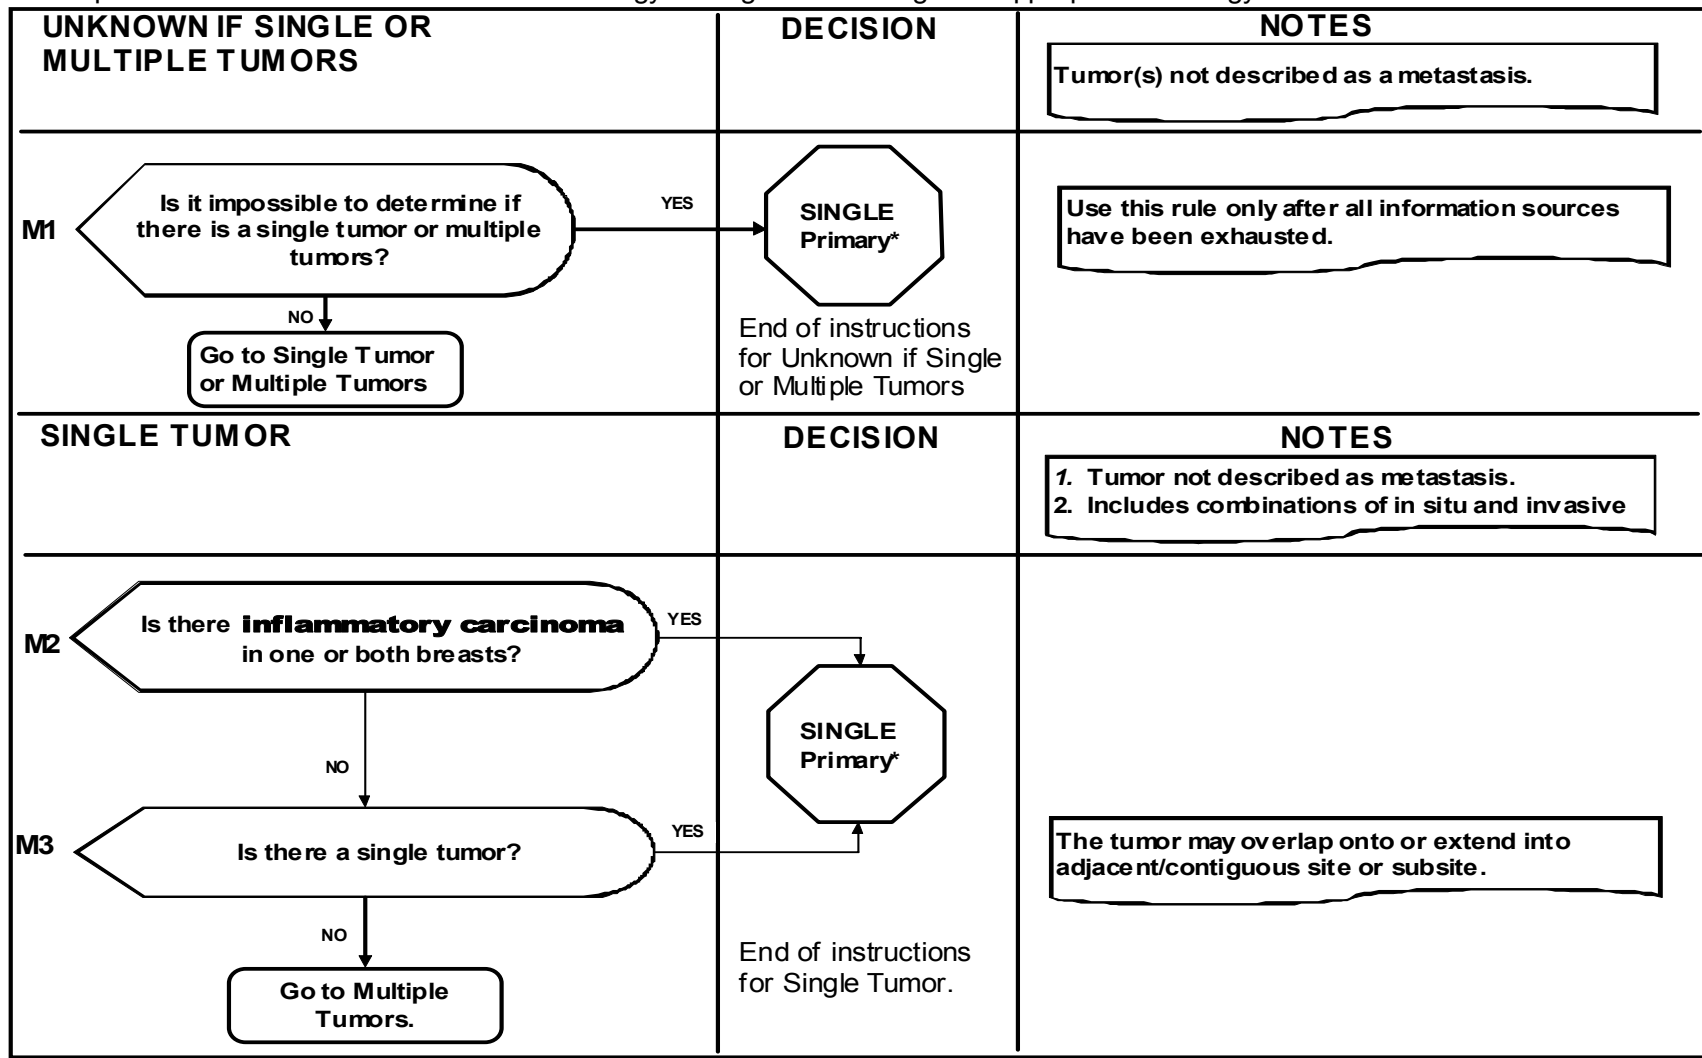 UNKNOWN IF SINGLE OR
MULTIPLE TUMORS
DECISION
NOTES
Tumor(s) not described as a metastasis.
M1
Is it impossible to determine if
there is a single tumor or multiple
tumors?
YES
SINGLE
Primary*
Use this rule only after all information sources
have been exhausted.
NO
Go to Single Tumor
or Multiple Tumors
End of instructions
for Unknown if Single
or Multiple Tumors
SINGLE TUMOR
DECISION
NOTES
1. Tumor not described as metastasis.
2. Includes combinations of in situ and invasive
M2
Is there inflammatory carcinoma
in one or both breasts?
YES
SINGLE
Primary*
NO
M3
Is there a single tumor?
YES
The tumor may overlap onto or extend into
adjacent/contiguous site or subsite.
NO
Go to Multiple
Tumors.
End of instructions
for Single Tumor.